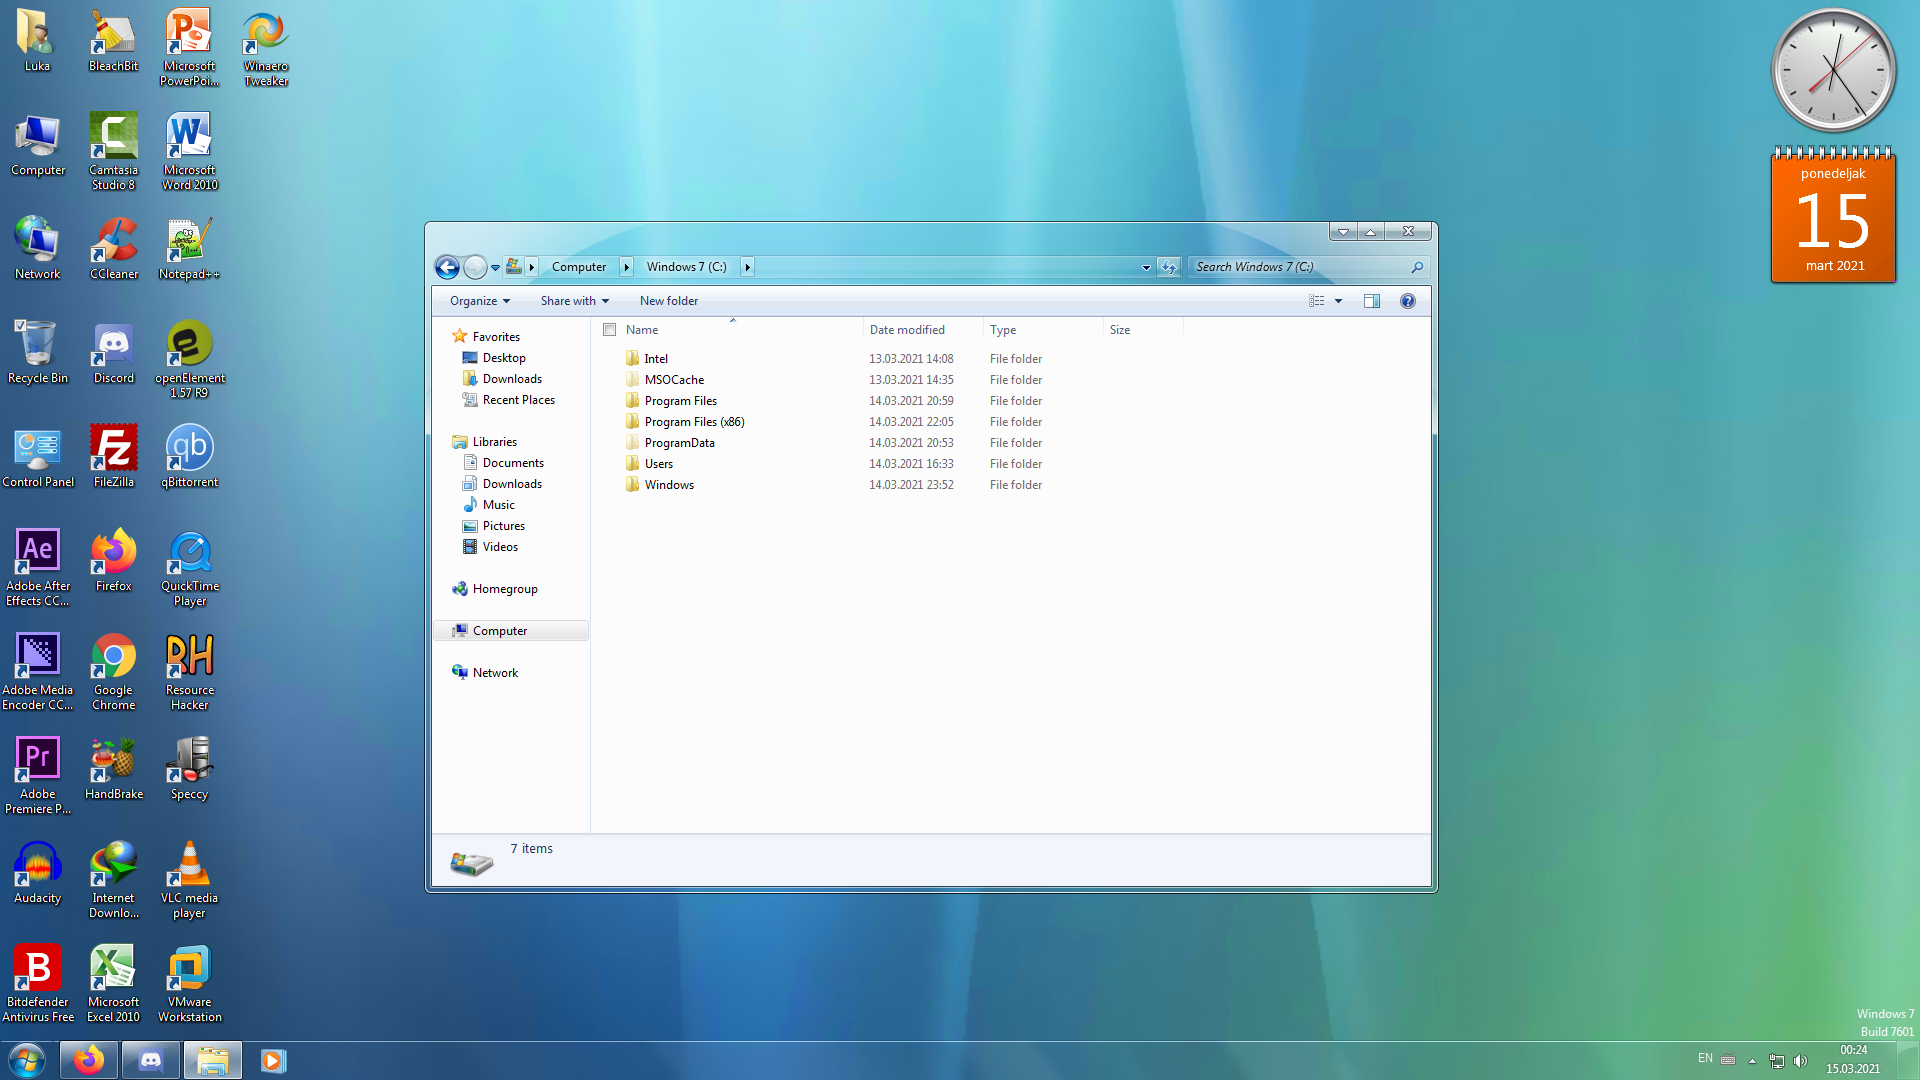 Luka
BleachBit
Microsoft
PowerPoi...
Winaero
Tweaker
Computer
Camtasia
Studio 8
Microsoft
Word 2010
Network
CCleaner
Notepad++
Recycle Bin
Discord
openElement
1.57 R9
Control Panel
FileZilla
qBittorrent
Adobe After
Effects CC...
Firefox
QuickTime
Player
Adobe Media
Encoder CC...
Google
Chrome
Resource
Hacker
Adobe
Premiere P...
HandBrake
Speccy
Audacity
Internet
Downlo...
VLC media
player
Bitdefender
Antivirus Free
Microsoft
Excel 2010
VMware
Workstation
Computer
Windows 7 (C:)
Search Windows 7 (C:)
Organize
Share with
New folder
Favorites
Desktop
Downloads
Recent Places
Libraries
Documents
Downloads
Music
Pictures
Videos
Homegroup
Computer
Network
Name Date modified Type Size
Intel 13.03.2021 14:08 File folder
MSOCache 13.03.2021 14:35 File folder
Program Files 14.03.2021 20:59 File folder
Program Files (x86) 14.03.2021 22:05 File folder
ProgramData 14.03.2021 20:53 File folder
Users 14.03.2021 16:33 File folder
Windows 14.03.2021 23:52 File folder
7 items
ponedeljak
15
mart 2021
Windows 7
Build 7601
EN
00:24
15.03.2021